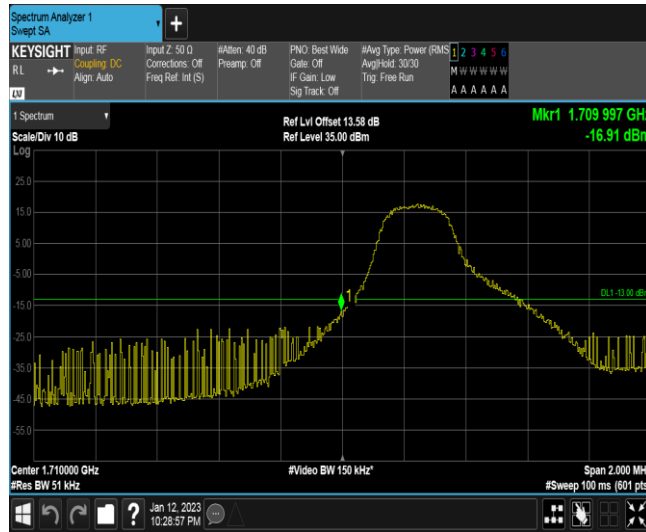 Spectrum Analyzer 1
Swept SA
+
KEYSIGHT Input: RF Input Z: 50 Ω #Atten: 40 dB PNO: Best Wide #Avg Type: Power (RMS 1 2 3 4 5 6
RL Coupling: DC Corrections: Off Preamp: Off Gate: Off Avg|Hold: 30/30 M W W W W W
Align: Auto Freq Ref: Int (S) IF Gain: Low Trig: Free Run
Sig Track: Off A A A A A A
LXI
1 Spectrum Ref Lvl Offset 13.58 dB Mkr1 1.709 997 GHz
Scale/Div 10 dB Ref Level 35.00 dBm -16.91 dBm
Log
25.0
15.0
5.00
-5.00
1
DL1 -13.00 dBm
-15.0
-25.0
-35.0
-45.0
-55.0
Center 1.710000 GHz #Video BW 150 kHz* Span 2.000 MH
#Res BW 51 kHz #Sweep 100 ms (601 pts
? Jan 12, 2023
10:28:57 PM